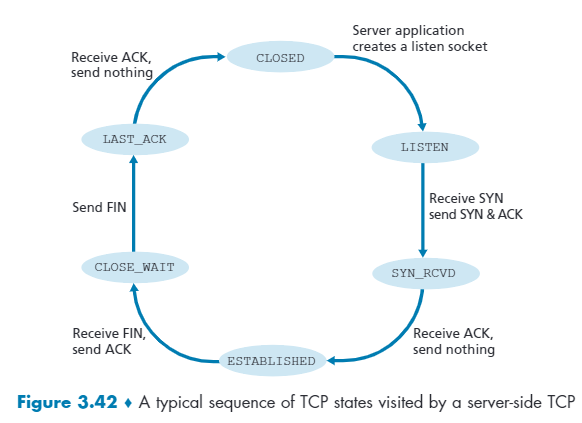 Server application
creates a listen socket
CLOSED
Receive ACK,
send nothing
LAST_ACK
LISTEN
Send FIN
Receive SYN
send SYN & ACK
CLOSE_WAIT
SYN_RCVD
Receive FIN,
send ACK
Receive ACK,
send nothing
ESTABLISHED
Figure 3.42 ♦ A typical sequence of TCP states visited by a server-side TCP